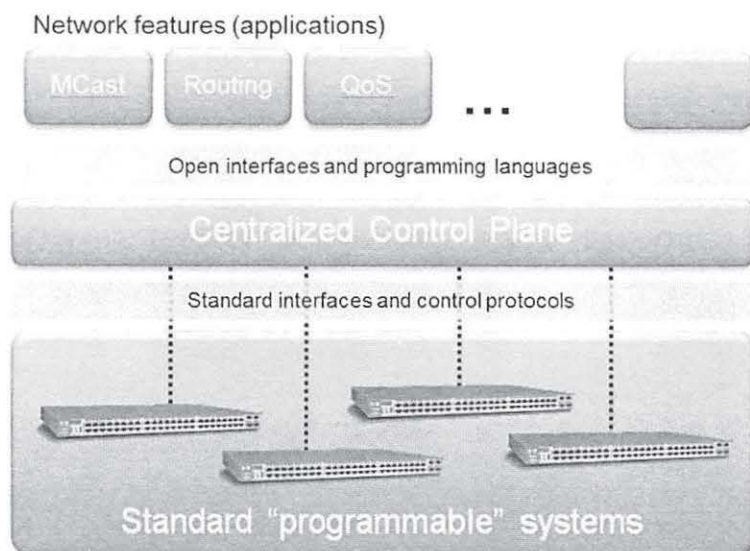 Network features (applications)
MCast
Routing
QoS
...
Open interfaces and programming languages
Centralized Control Plane
Standard interfaces and control protocols
Standard “programmable” systems